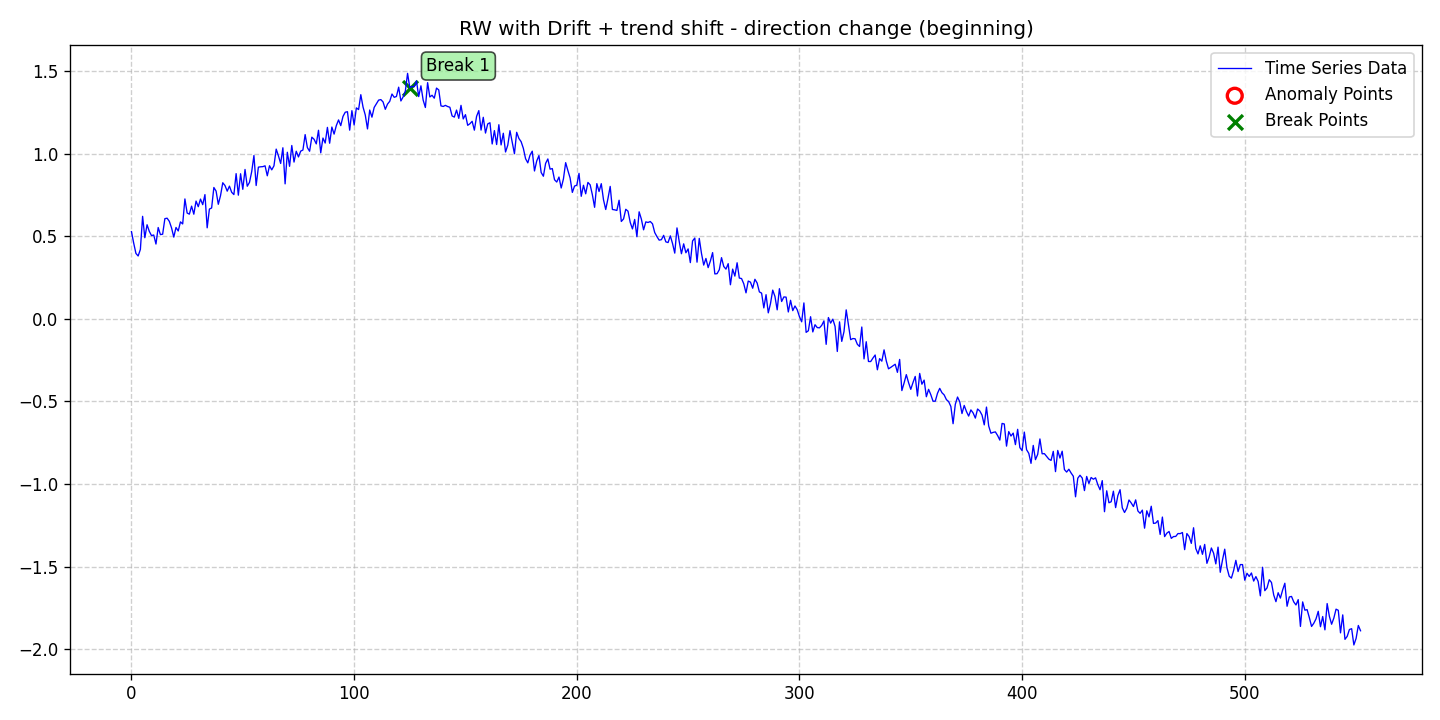 RW with Drift + trend shift - direction change (beginning)
Break 1
Time Series Data
Anomaly Points
Break Points
1.5
1.0
0.5
0.0
−0.5
−1.0
−1.5
−2.0
0 100 200 300 400 500